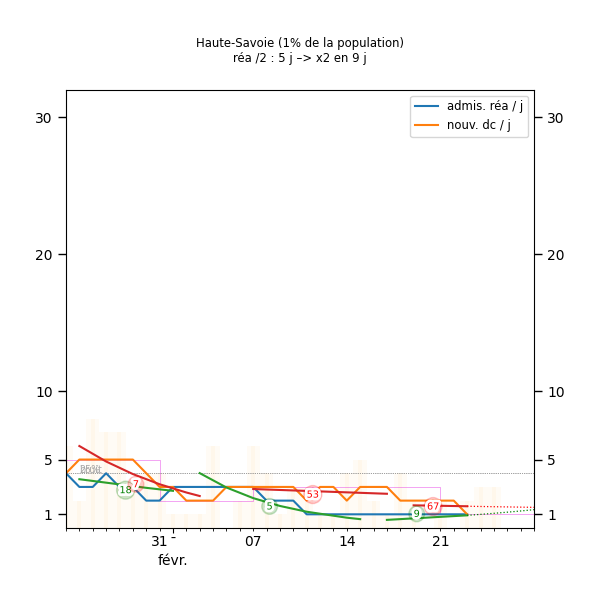 Haute-Savoie (1% de la population)
réa /2 : 5 j –> x2 en 9 j
admis. réa / j
nouv. dc / j
30 30
20 20
10 10
5 5
1 1
7
18
5
53
9
67
31 07 14 21
févr.